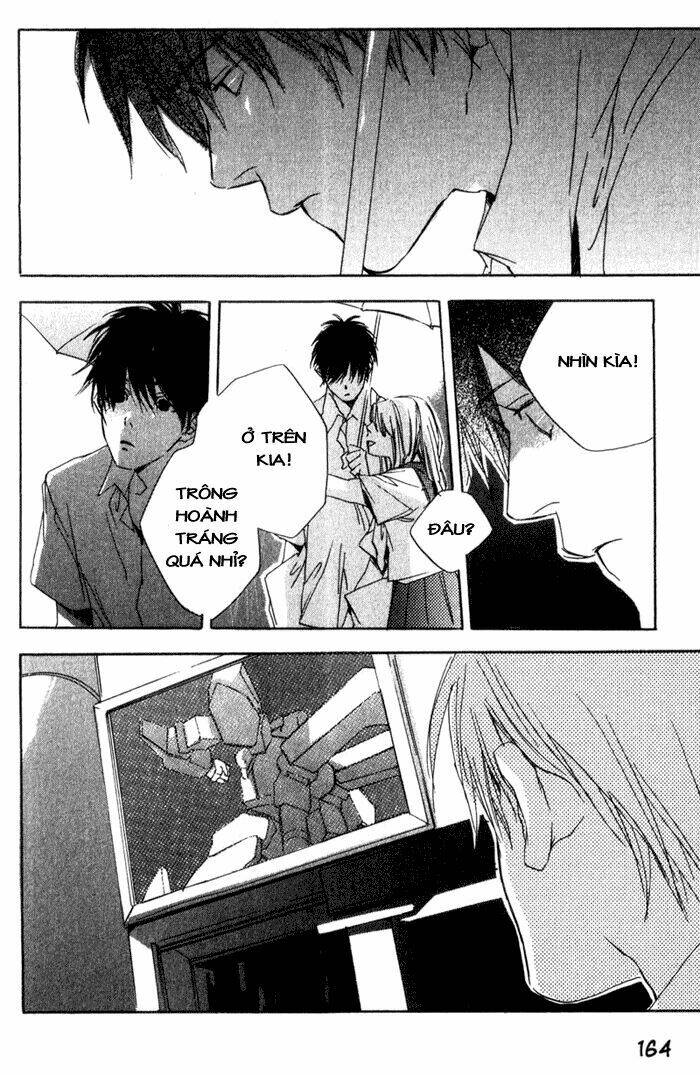 NHÌN KÌA!
Ở TRÊN
KIA!
TRÔNG
HOÀNH
TRÁNG
QUÁ NHỈ?
ĐÂU?
164